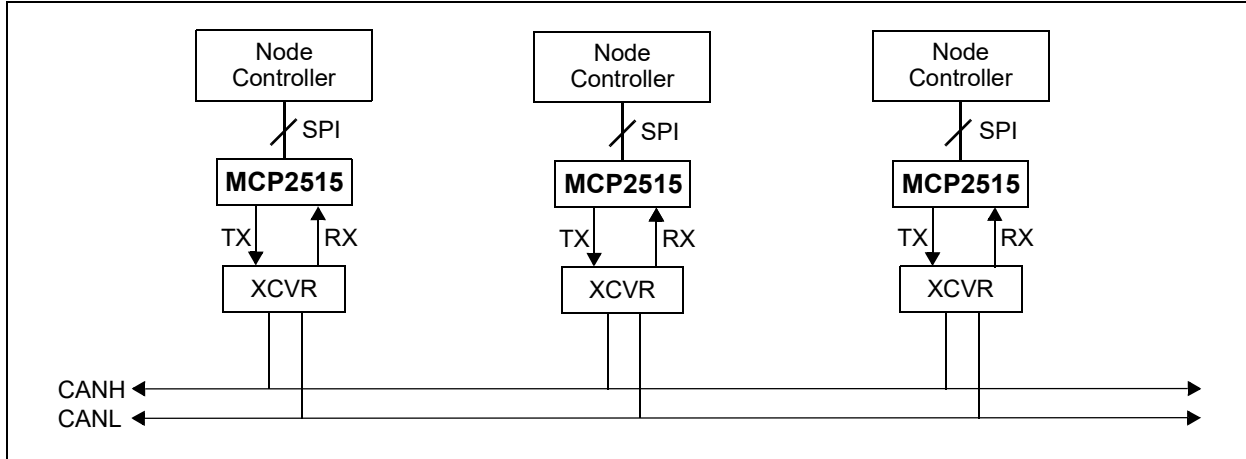 Node
Controller
Node
Controller
Node
Controller
SPI
SPI
SPI
MCP2515
MCP2515
MCP2515
TX
RX
TX
RX
TX
RX
XCVR
XCVR
XCVR
CANH
CANL